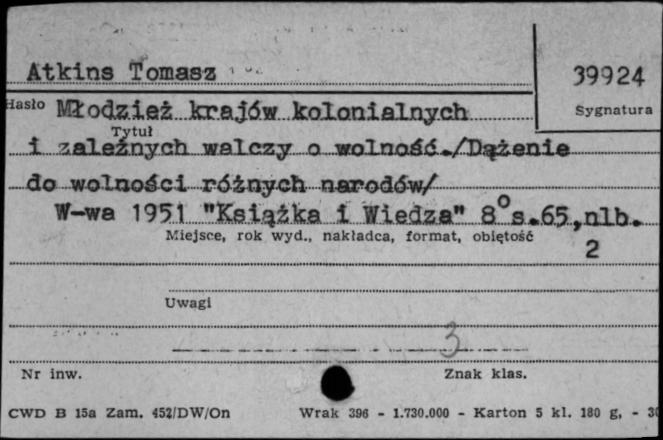 Atkins Tomasz
39924
Hasło
Sygnatura
Młodzież krajów kolonialnych
Tytuł
i zależnych walczy o wolność./Dążenie
do wolności różnych narodów/
W-wa 1951 "Książka i Wiedza" 8° s.65,nlb.
2
Miejsce, rok wyd., nakładca, format, objętość
Uwagi
3
Nr inw.
Znak klas.
CWD B 15a Zam. 452/DW/On Wrak 396 - 1.730.000 - Karton 5 kl. 180 g, -